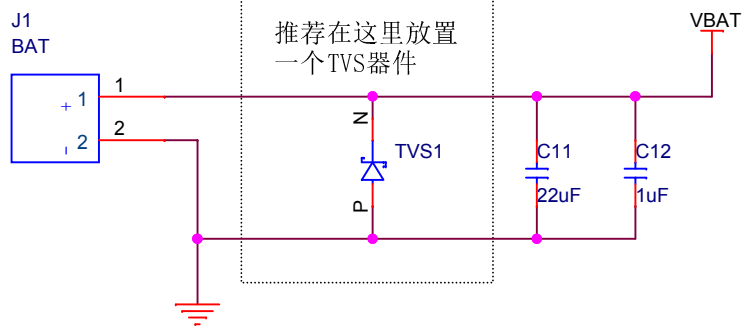 J1
BAT
推荐在这里放置
一个TVS器件
VBAT
+ 1
1
- 2
2
N
TVS1
P
C11
22uF
C12
1uF